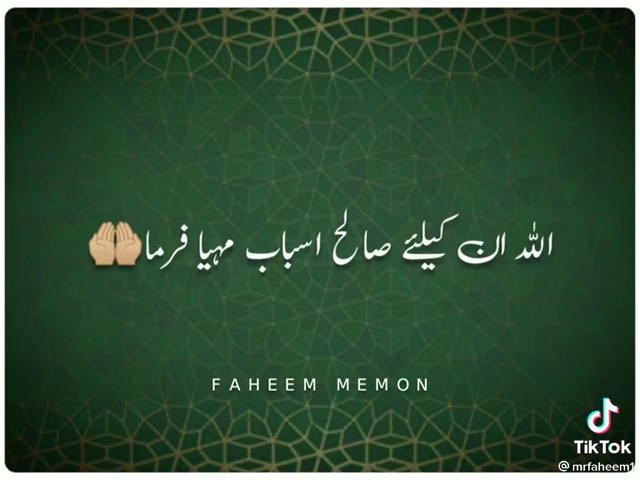 اللہ ان کیلئے صالح اسباب مہیا فرما🤲🏼
FAHEEM MEMON
TikTok
@mrfaheem1